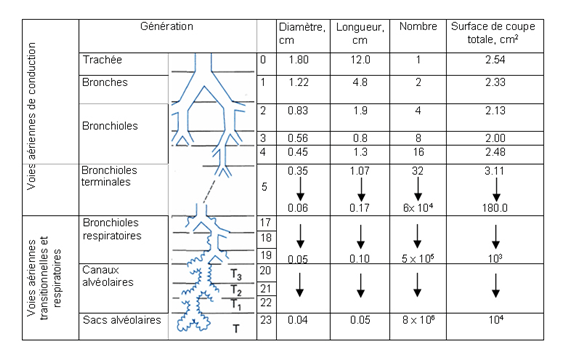 Génération Diamètre, cm Longueur, cm Nombre Surface de coupe totale, cm²
Voies aériennes de conduction
Trachée 0 1.80 12.0 1 2.54
Bronches 1 1.22 4.8 2 2.33
Bronchioles 2 0.83 1.9 4 2.13
3 0.56 0.8 8 2.00
4 0.45 1.3 16 2.48
Bronchioles terminales 5 0.35 1.07 32 3.11
0.06 0.17 6x 10⁴ 180.0
Voies aériennes transitionnelles et respiratoires
Bronchioles respiratoires 17
18
19 0.05 0.10 5 x 10⁵ 10³
Canaux alvéolaires T₃ 20
T₂ 21
T₁ 22
Sacs alvéolaires T 23 0.04 0.05 8 x 10⁶ 10⁴